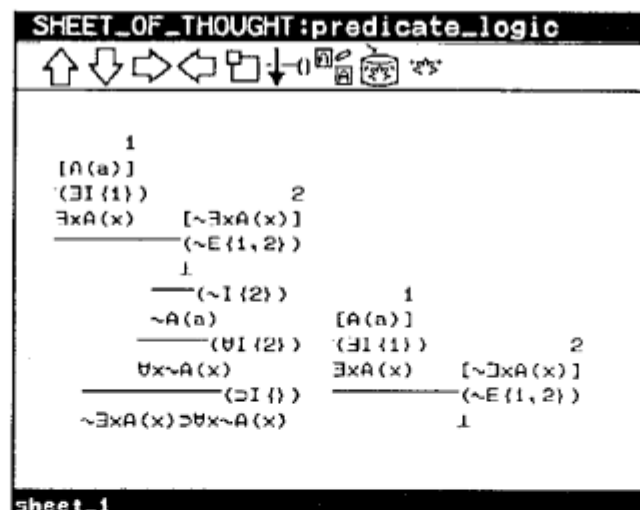 SHEET_OF_THOUGHT:predicate_logic
1
[A(a)]
(∃I{1}) 2
∃xA(x) [~∃xA(x)]
(~E{1,2})
⊥
(~I{2}) 1
~A(a) [A(a)]
(∀I{2}) (∃I{1}) 2
∀x~A(x) ∃xA(x) [~∃xA(x)]
(⊃I{}) (~E{1,2})
~∃xA(x)⊃∀x~A(x) ⊥
sheet_1